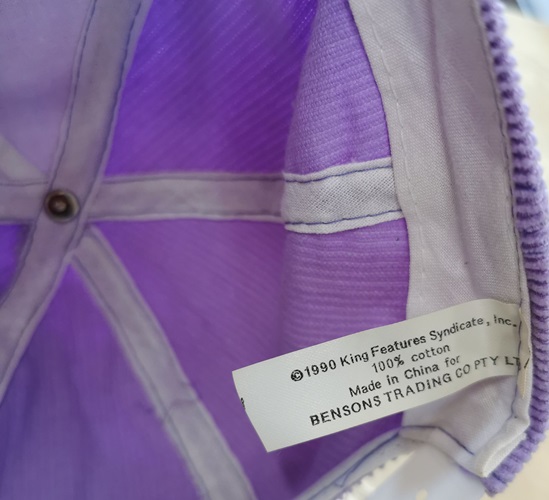 ©1990 King Features Syndicate, Inc.
100% cotton
Made in China for
BENSONS TRADING CO PTY LTD